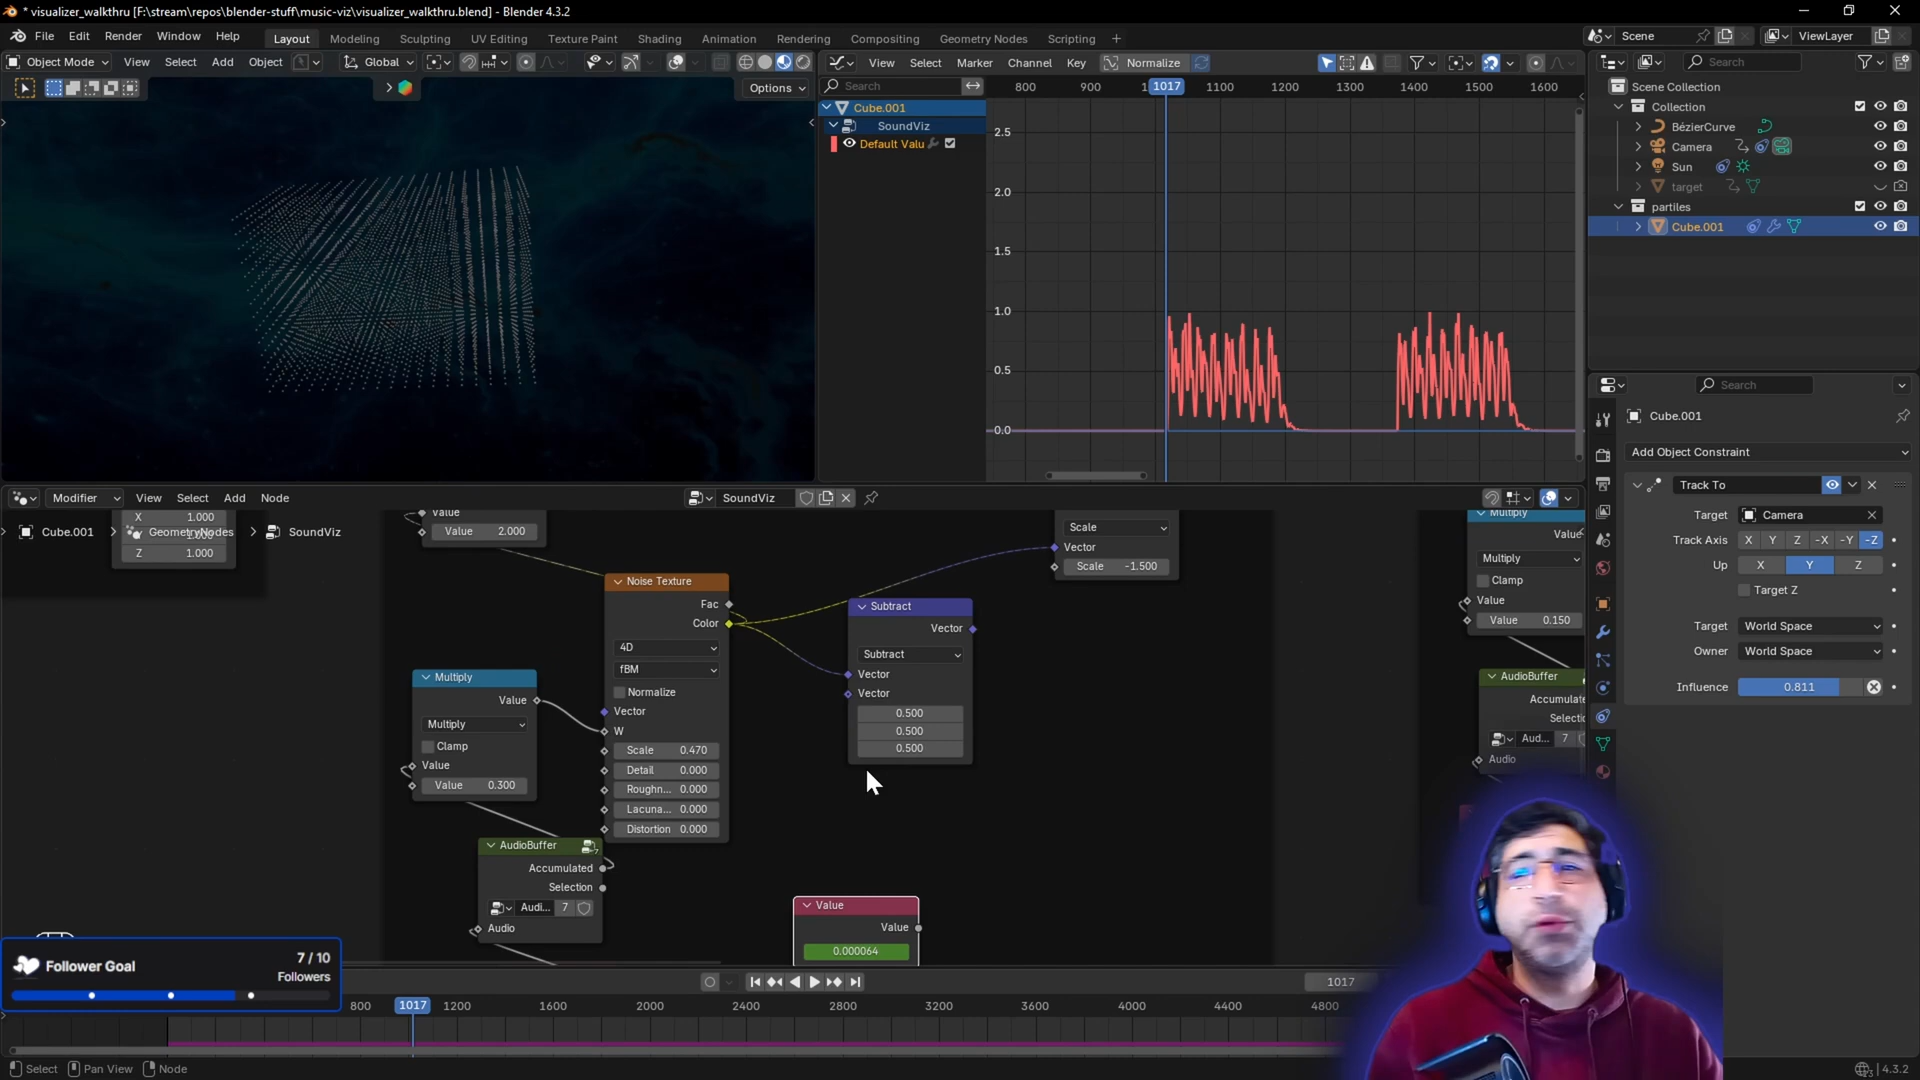 * visualizer_walkthru [F:\stream\repos\blender-stuff\music-viz\visualizer_walkthru.blend] - Blender 4.3.2
File Edit Render Window Help
Layout Modeling Sculpting UV Editing Texture Paint Shading Animation Rendering Compositing Geometry Nodes Scripting +
Scene
ViewLayer
Object Mode View Select Add Object Global
Options
View Select Marker Channel Key Normalize
Search
800 900 1017 1100 1200 1300 1400 1500 1600
Cube.001
SoundViz
Default Valu
2.5
2.0
1.5
1.0
0.5
0.0
Search
Scene Collection
Collection
BézierCurve
Camera
Sun
target
partiles
Cube.001
Search
Cube.001
Add Object Constraint
Track To
Target Camera
Track Axis X Y Z -X -Y -Z
Up X Y Z
Target Z
Target World Space
Owner World Space
Influence 0.811
Modifier View Select Add Node
SoundViz
Cube.001 > GeometryNodes > SoundViz
X 1.000
Z 1.000
Value
Value 2.000
Noise Texture
Fac
Color
4D
fBM
Normalize
Vector
W
Scale 0.470
Detail 0.000
Roughn... 0.000
Lacuna... 0.000
Distortion 0.000
Multiply
Value
Multiply
Clamp
Value
Value 0.300
AudioBuffer
Accumulated
Selection
Audi... 7
Audio
Subtract
Vector
Subtract
Vector
Vector
0.500
0.500
0.500
Scale
Vector
Scale -1.500
Value
Value
0.000064
Multiply
Value
Multiply
Clamp
Value
Value 0.150
AudioBuffer
Accumulate
Selectic
Aud... 7
Audio
Follower Goal
7 / 10
Followers
1017
800 1017 1200 1600 2000 2400 2800 3200 3600 4000 4400 4800
Select Pan View Node
4.3.2